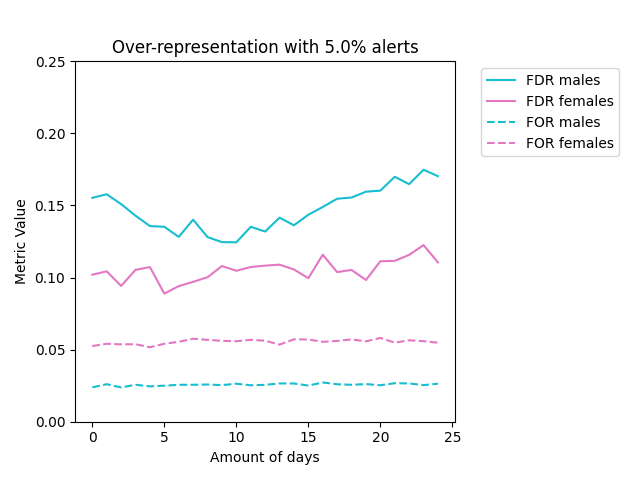 Over-representation with 5.0% alerts
0.25
0.20
0.15
0.10
0.05
0.00
Metric Value
0 5 10 15 20 25
Amount of days
FDR males
FDR females
FOR males
FOR females